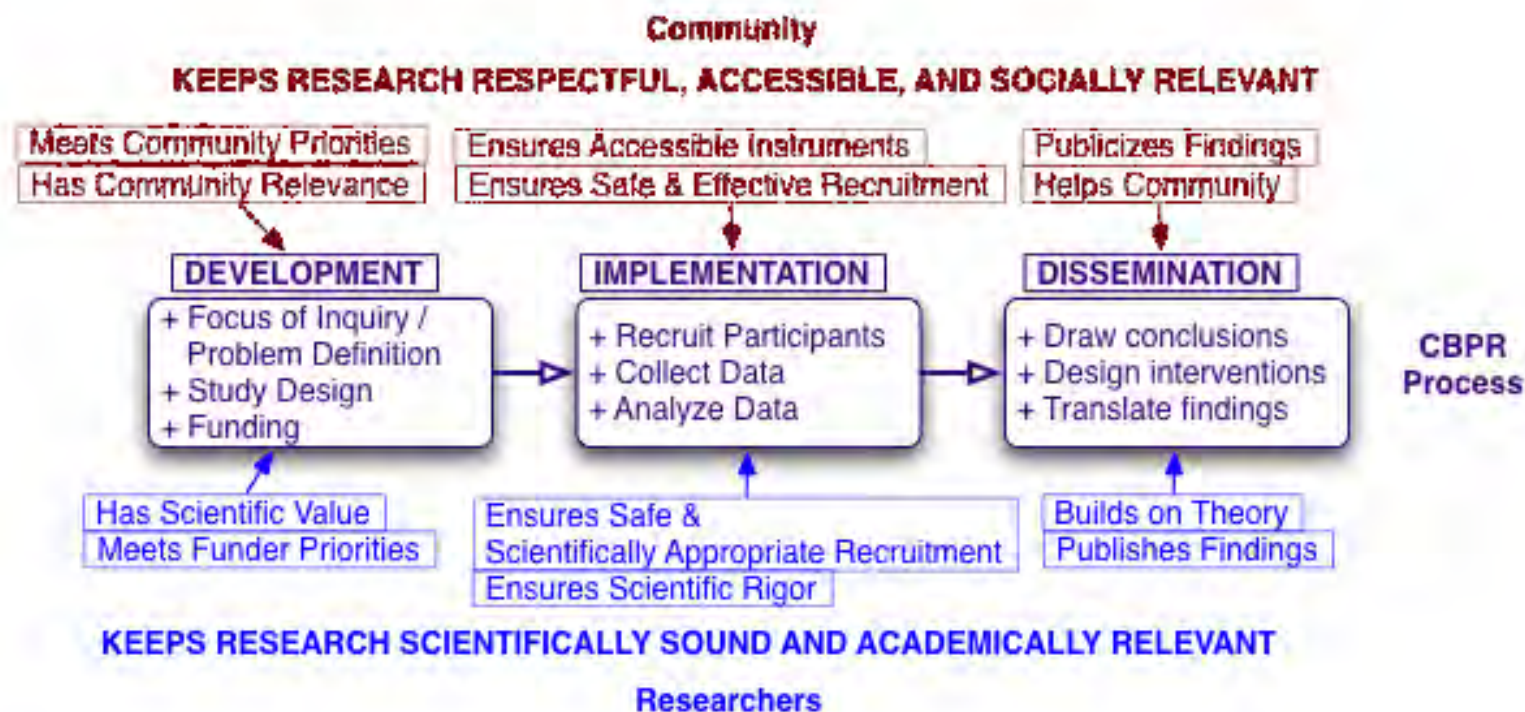 Community
KEEPS RESEARCH RESPECTFUL, ACCESSIBLE, AND SOCIALLY RELEVANT
Meets Community Priorities
Has Community Relevance
Ensures Accessible Instruments
Ensures Safe & Effective Recruitment
Publicizes Findings
Helps Community
DEVELOPMENT
+ Focus of Inquiry /
Problem Definition
+ Study Design
+ Funding
IMPLEMENTATION
+ Recruit Participants
+ Collect Data
+ Analyze Data
DISSEMINATION
+ Draw conclusions
+ Design interventions
+ Translate findings
CBPR
Process
Has Scientific Value
Meets Funder Priorities
Ensures Safe &
Scientifically Appropriate Recruitment
Ensures Scientific Rigor
Builds on Theory
Publishes Findings
KEEPS RESEARCH SCIENTIFICALLY SOUND AND ACADEMICALLY RELEVANT
Researchers